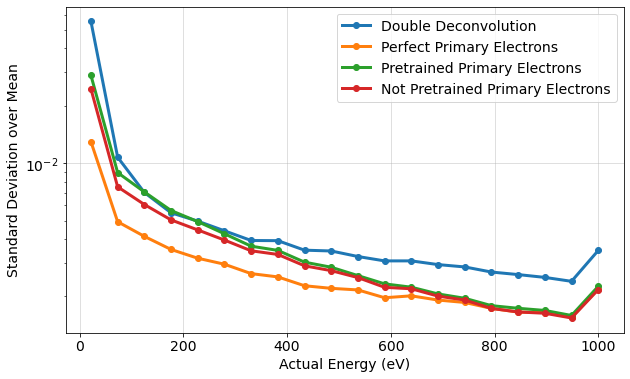 Double Deconvolution
Perfect Primary Electrons
Pretrained Primary Electrons
Not Pretrained Primary Electrons
Standard Deviation over Mean
10⁻²
0 200 400 600 800 1000
Actual Energy (eV)